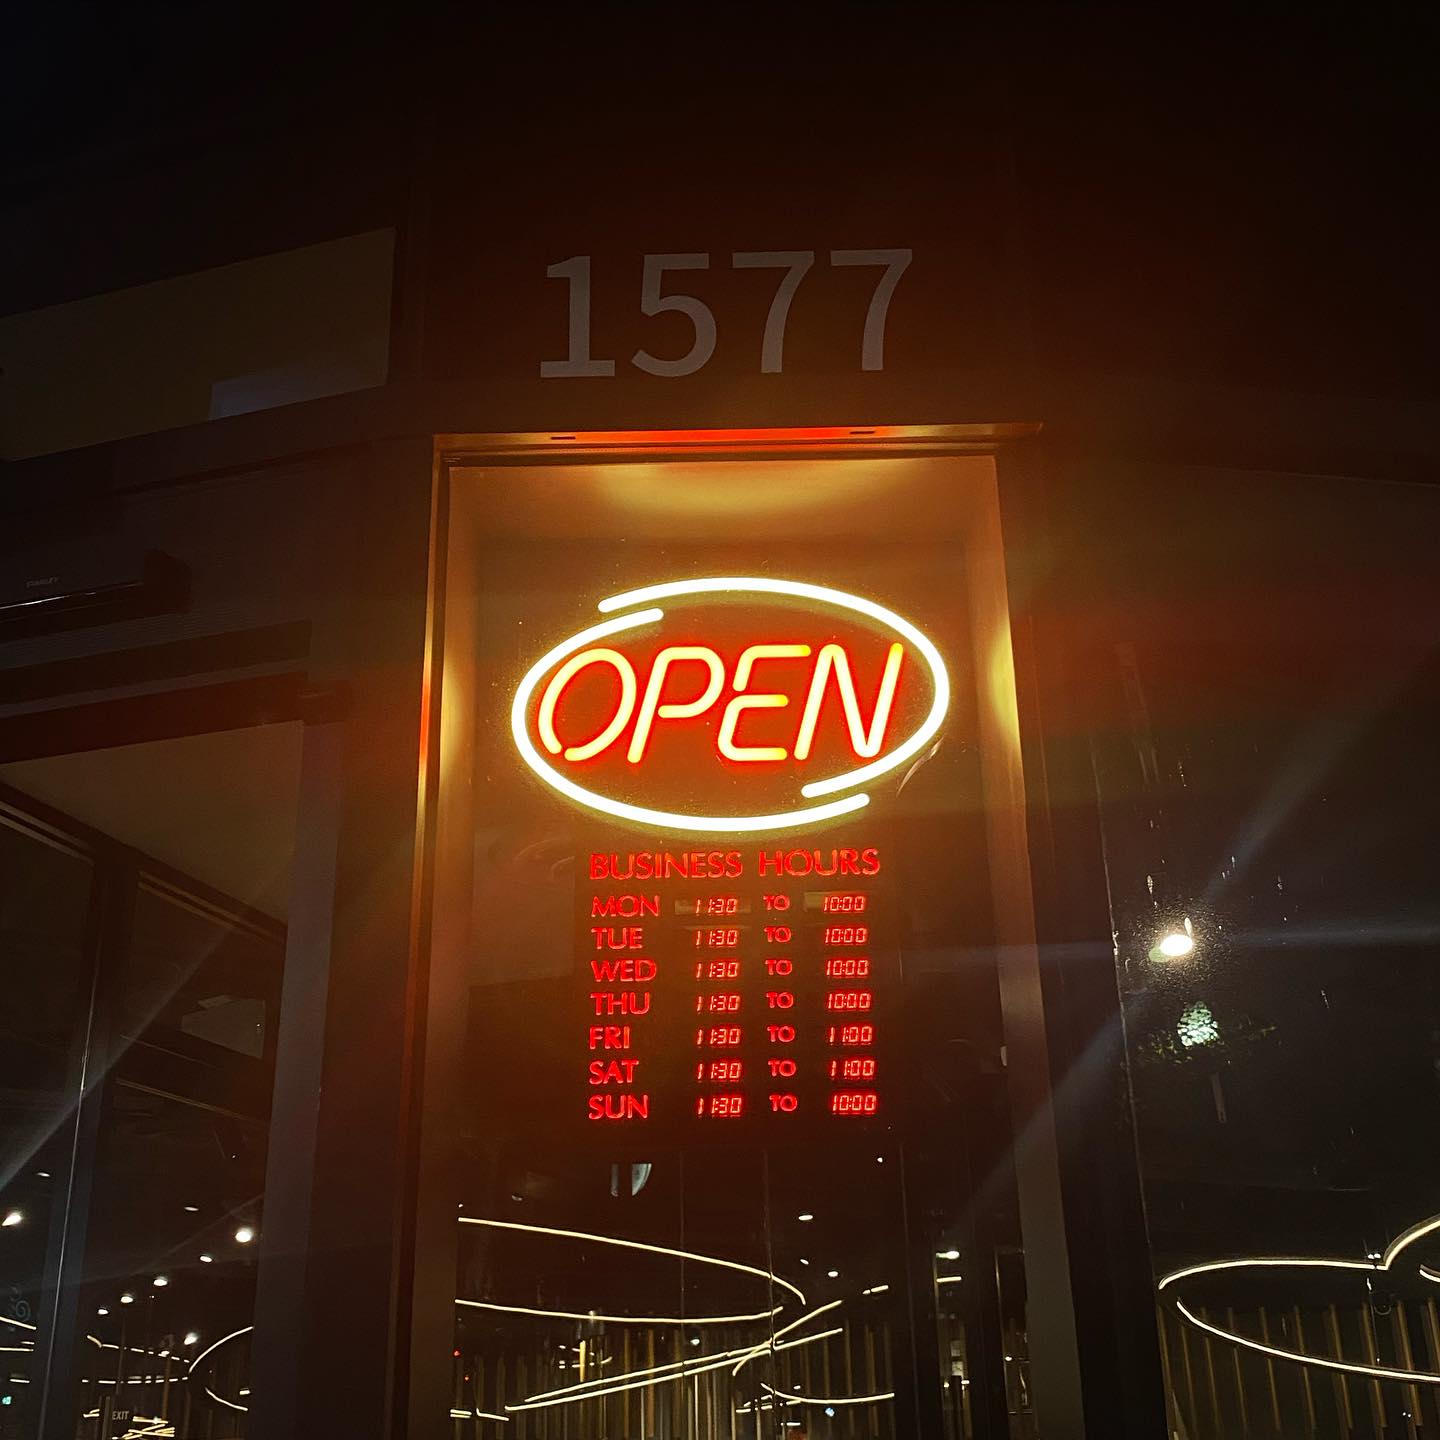 1577
STANLEY
OPEN
BUSINESS HOURS
MON 11:30 TO 10:00
TUE 11:30 TO 10:00
WED 11:30 TO 10:00
THU 11:30 TO 10:00
FRI 11:30 TO 11:00
SAT 11:30 TO 11:00
SUN 11:30 TO 10:00
EXIT